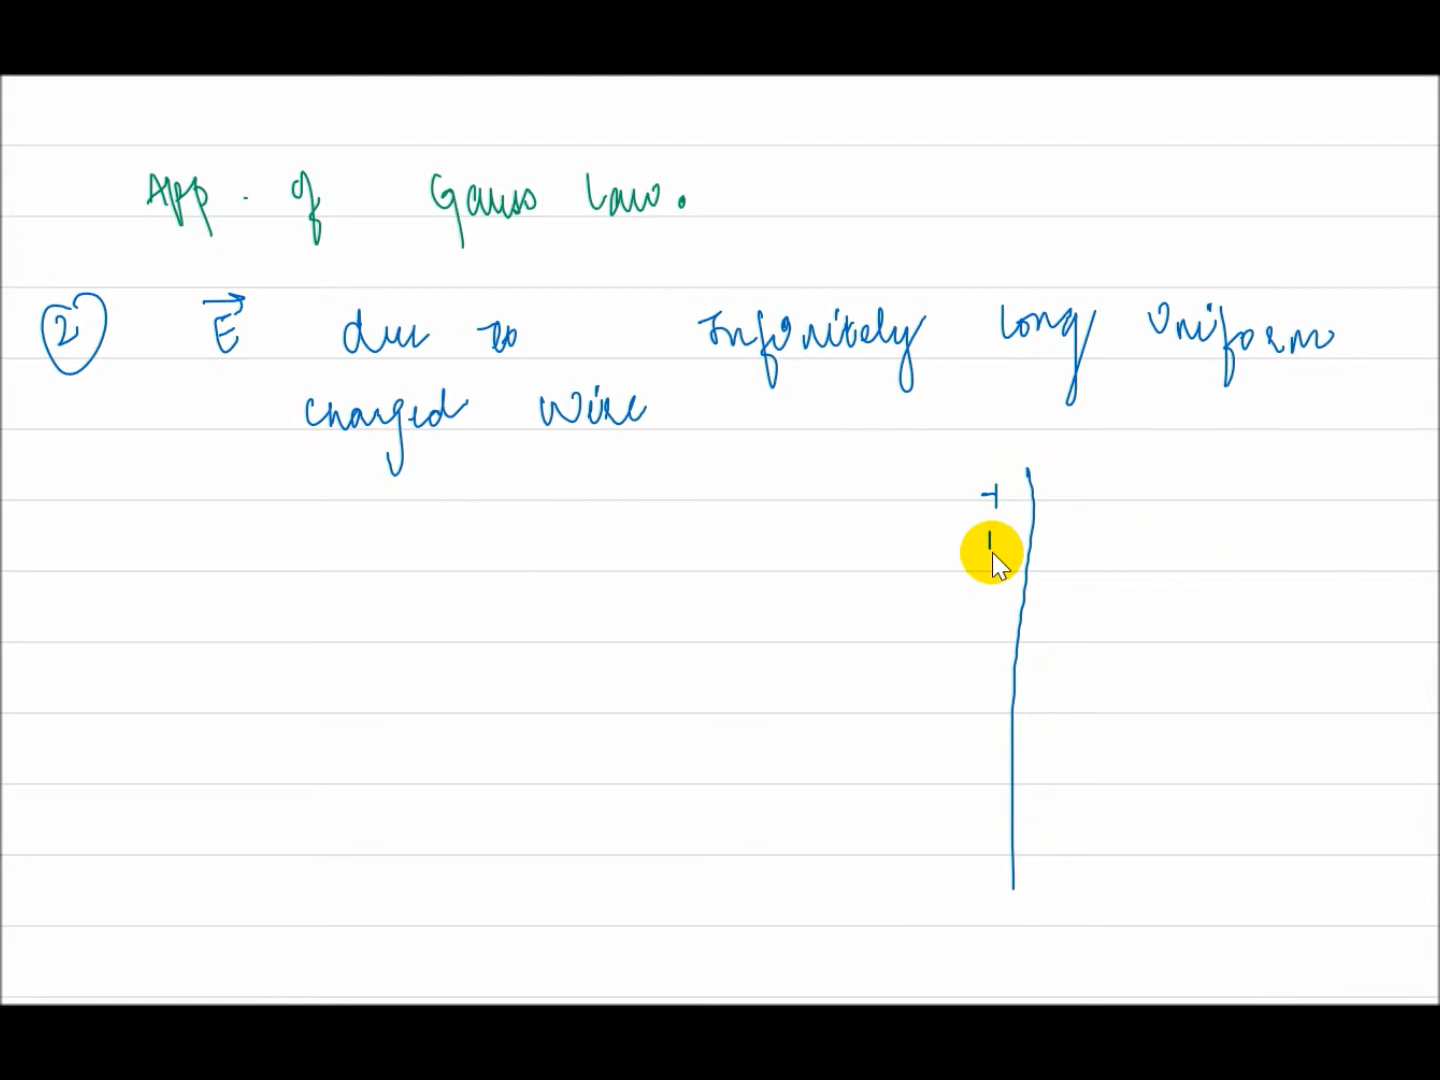 App. of Gauss Law.
② E⃗ due to Infinitely Long Uniform
charged wire
+